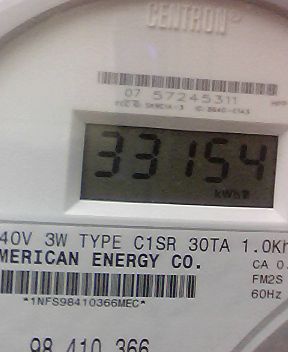 CENTRON
07 57245311
33154
kWh
40V 3W TYPE C1SR 30TA 1.0Kh
MERICAN ENERGY CO.
CA 0.
FM2S
*1NFS98410366MEC*
60Hz
98 410 366